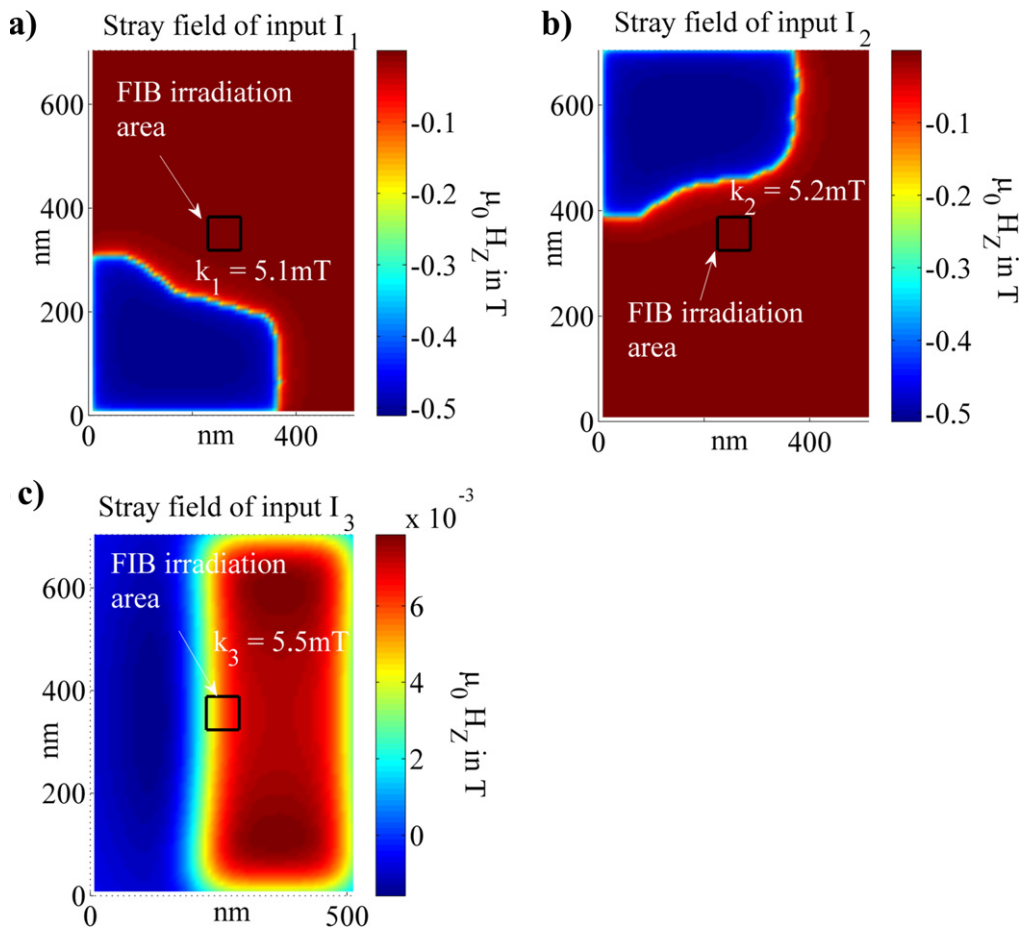 a)
Stray field of input I1
FIB irradiation
area
k1 = 5.1mT
600
400
200
0
nm
0
nm
400
-0.1
-0.2
-0.3
-0.4
-0.5
μ0 HZ in T
b)
Stray field of input I2
k2 = 5.2mT
FIB irradiation
area
600
400
200
0
nm
0
nm
400
-0.1
-0.2
-0.3
-0.4
-0.5
μ0 HZ in T
c)
Stray field of input I3
x 10-3
FIB irradiation
area
k3 = 5.5mT
600
400
200
0
nm
0
nm
500
6
4
2
0
μ0 HZ in T